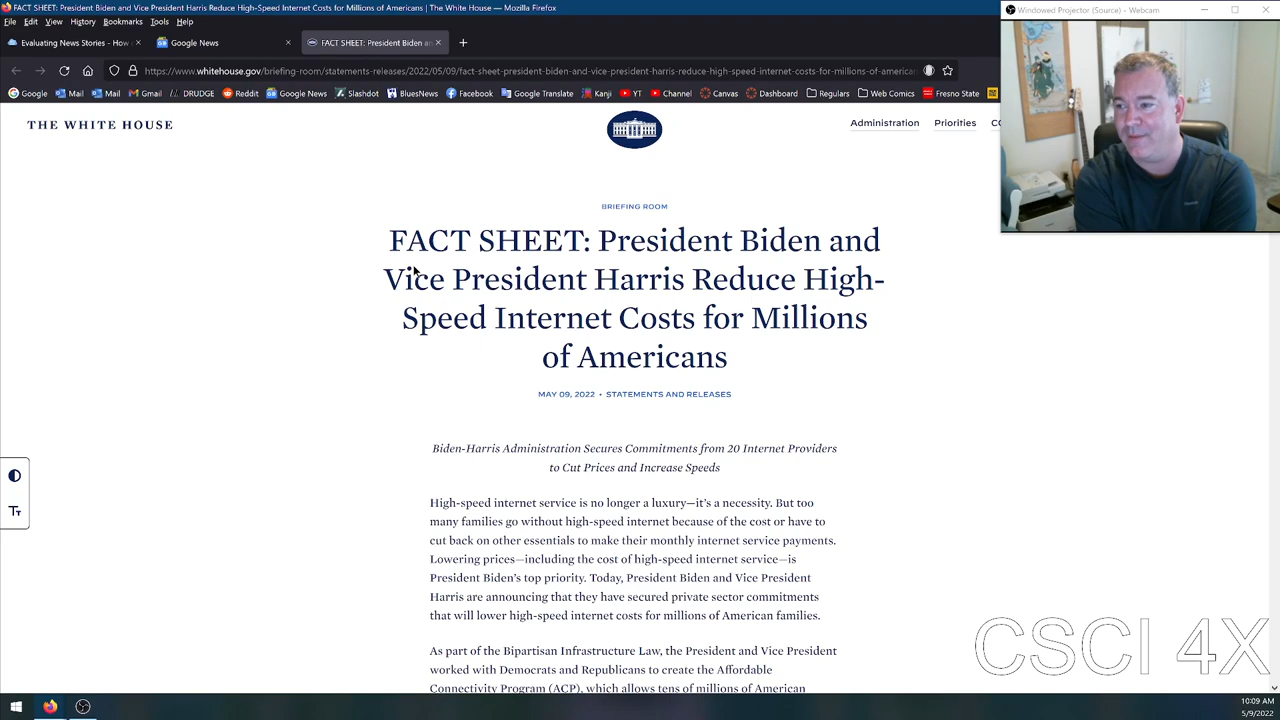 FACT SHEET: President Biden and Vice President Harris Reduce High-Speed Internet Costs for Millions of Americans | The White House — Mozilla Firefox
File Edit View History Bookmarks Tools Help
Evaluating News Stories - How
Google News
FACT SHEET: President Biden an
https://www.whitehouse.gov/briefing-room/statements-releases/2022/05/09/fact-sheet-president-biden-and-vice-president-harris-reduce-high-speed-internet-costs-for-millions-of-american
Google Mail Mail Gmail DRUDGE Reddit Google News Slashdot BluesNews Facebook Google Translate Kanji YT Channel Canvas Dashboard Regulars Web Comics Fresno State
Windowed Projector (Source) - Webcam
THE WHITE HOUSE
Administration Priorities
BRIEFING ROOM
FACT SHEET: President Biden and
Vice President Harris Reduce High-
Speed Internet Costs for Millions
of Americans
MAY 09, 2022 • STATEMENTS AND RELEASES
Biden-Harris Administration Secures Commitments from 20 Internet Providers
to Cut Prices and Increase Speeds
High-speed internet service is no longer a luxury—it's a necessity. But too
many families go without high-speed internet because of the cost or have to
cut back on other essentials to make their monthly internet service payments.
Lowering prices—including the cost of high-speed internet service—is
President Biden's top priority. Today, President Biden and Vice President
Harris are announcing that they have secured private sector commitments
that will lower high-speed internet costs for millions of American families.
As part of the Bipartisan Infrastructure Law, the President and Vice President
worked with Democrats and Republicans to create the Affordable
Connectivity Program (ACP), which allows tens of millions of American
Tт
CSCI 4X
10:09 AM
5/9/2022